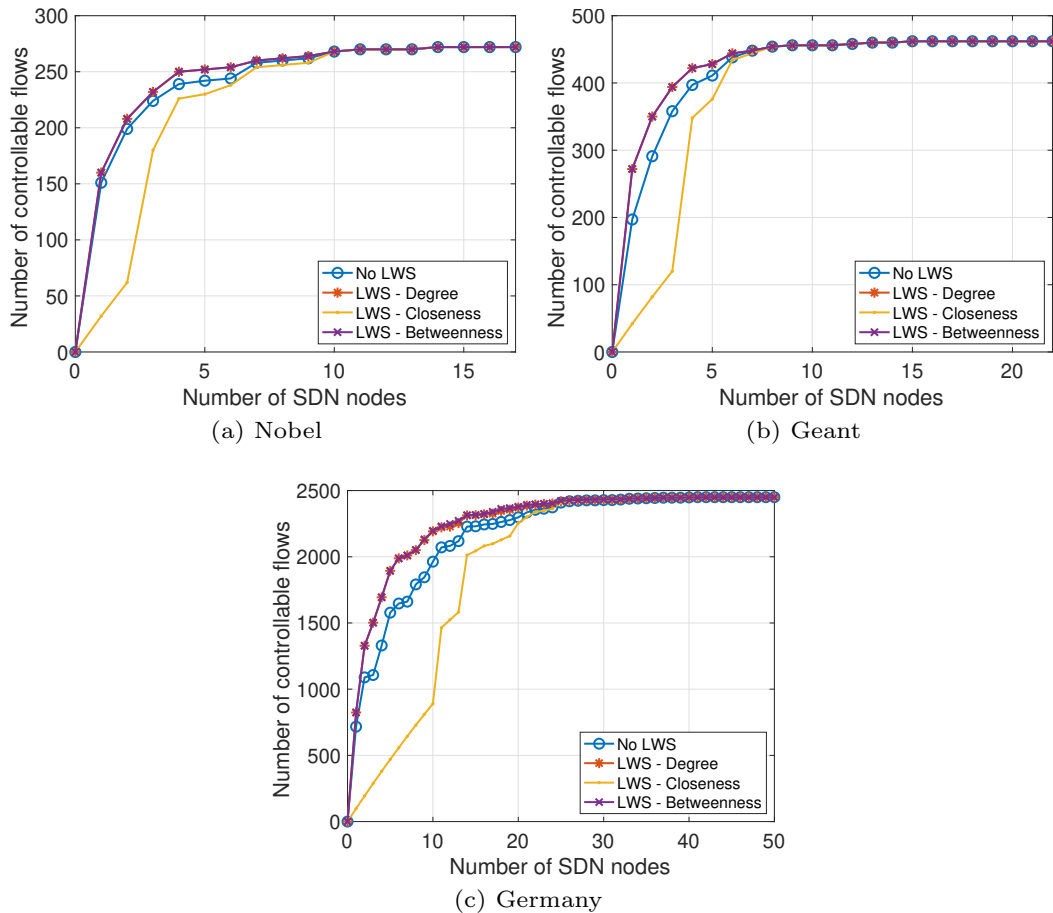 300
250
200
150
100
50
0
Number of controllable flows
No LWS
LWS - Degree
LWS - Closeness
LWS - Betweenness
0 5 10 15
Number of SDN nodes
(a) Nobel
500
400
300
200
100
0
Number of controllable flows
No LWS
LWS - Degree
LWS - Closeness
LWS - Betweenness
0 5 10 15 20
Number of SDN nodes
(b) Geant
2500
2000
1500
1000
500
0
Number of controllable flows
No LWS
LWS - Degree
LWS - Closeness
LWS - Betweenness
0 10 20 30 40 50
Number of SDN nodes
(c) Germany